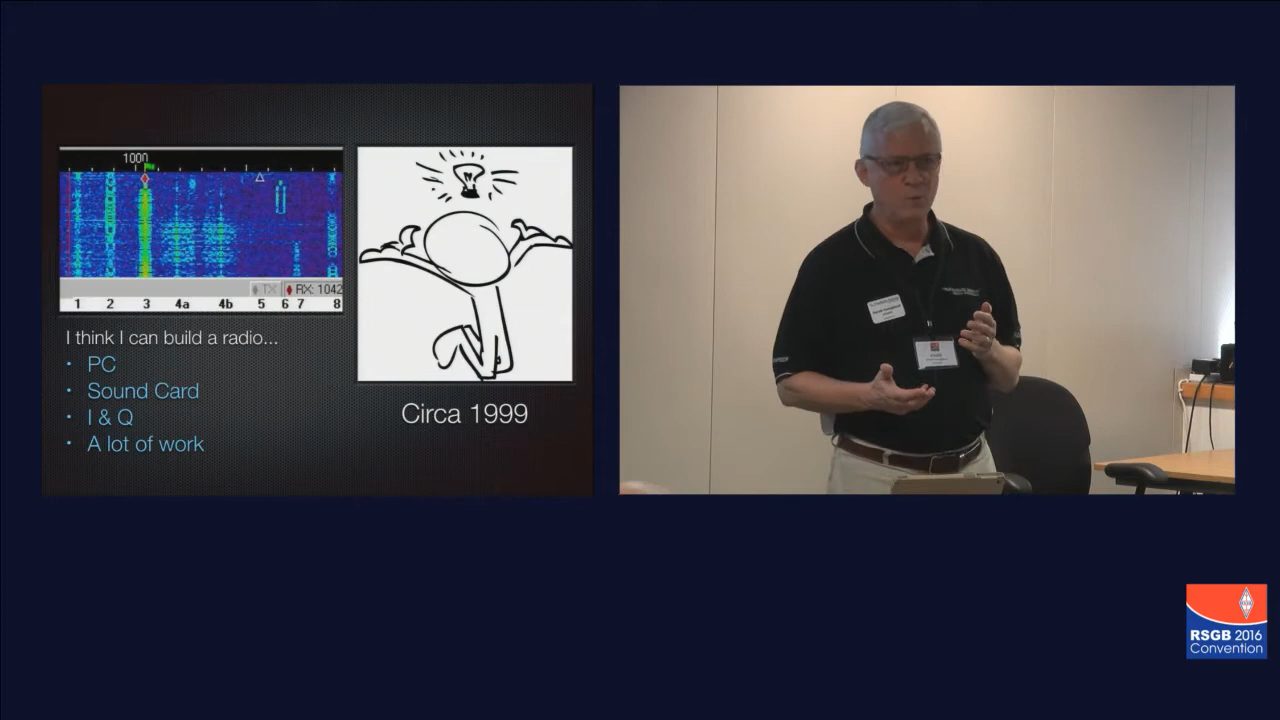 1000
TX RX: 1042
1 2 3 4a 4b 5 6 7 8
I think I can build a radio...
• PC
• Sound Card
• I & Q
• A lot of work
Circa 1999
RSGB 2016
Convention